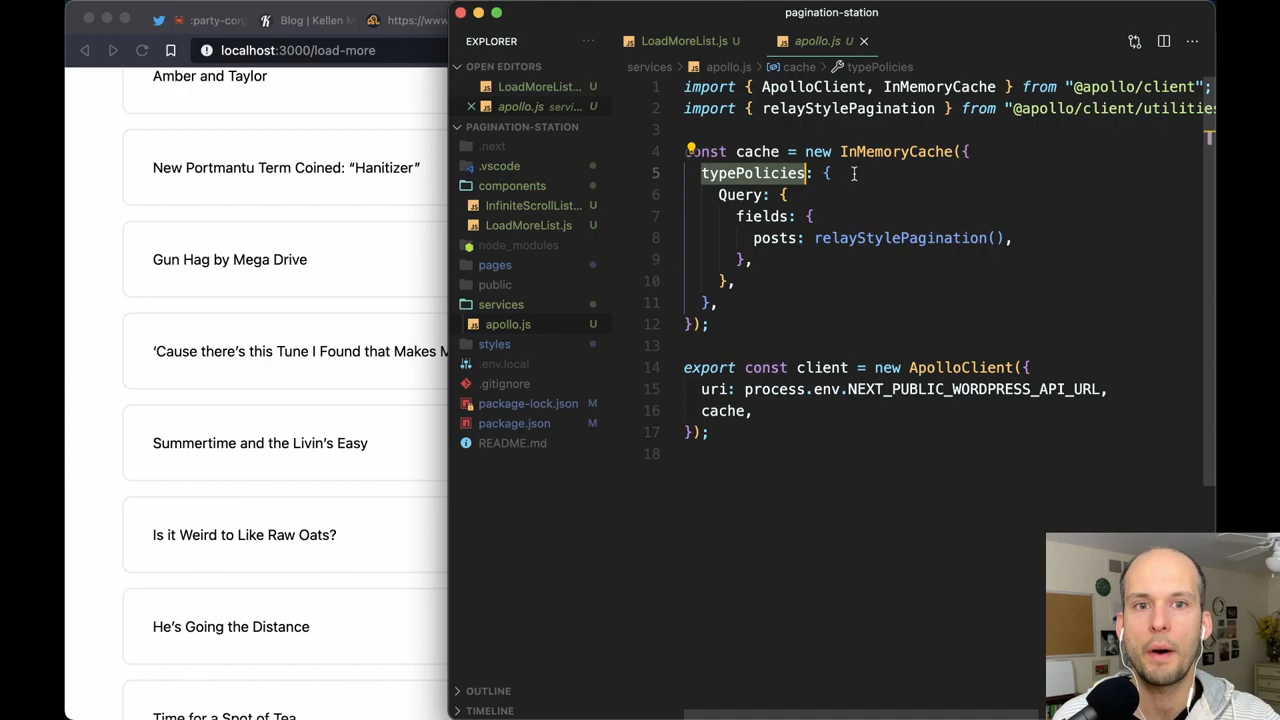 :party-corg
Blog | Kellen M
https://www
localhost:3000/load-more
Amber and Taylor
New Portmantu Term Coined: “Hanitizer”
Gun Hag by Mega Drive
‘Cause there’s this Tune I Found that Makes M
Summertime and the Livin’s Easy
Is it Weird to Like Raw Oats?
He’s Going the Distance
Time for a Spot of Tea
pagination-station
EXPLORER
OPEN EDITORS
LoadMoreList... U
apollo.js servi... U
PAGINATION-STATION
.next
.vscode
components
InfiniteScrollList... U
LoadMoreList.js U
node_modules
pages
public
services
apollo.js U
styles
.env.local
.gitignore
package-lock.json M
package.json M
README.md
OUTLINE
TIMELINE
LoadMoreList.js U
apollo.js U
services > apollo.js > cache > typePolicies
1 import { ApolloClient, InMemoryCache } from "@apollo/client";
2 import { relayStylePagination } from "@apollo/client/utilities
3
4 const cache = new InMemoryCache({
5 typePolicies: {
6 Query: {
7 fields: {
8 posts: relayStylePagination(),
9 },
10 },
11 },
12 });
13
14 export const client = new ApolloClient({
15 uri: process.env.NEXT_PUBLIC_WORDPRESS_API_URL,
16 cache,
17 });
18